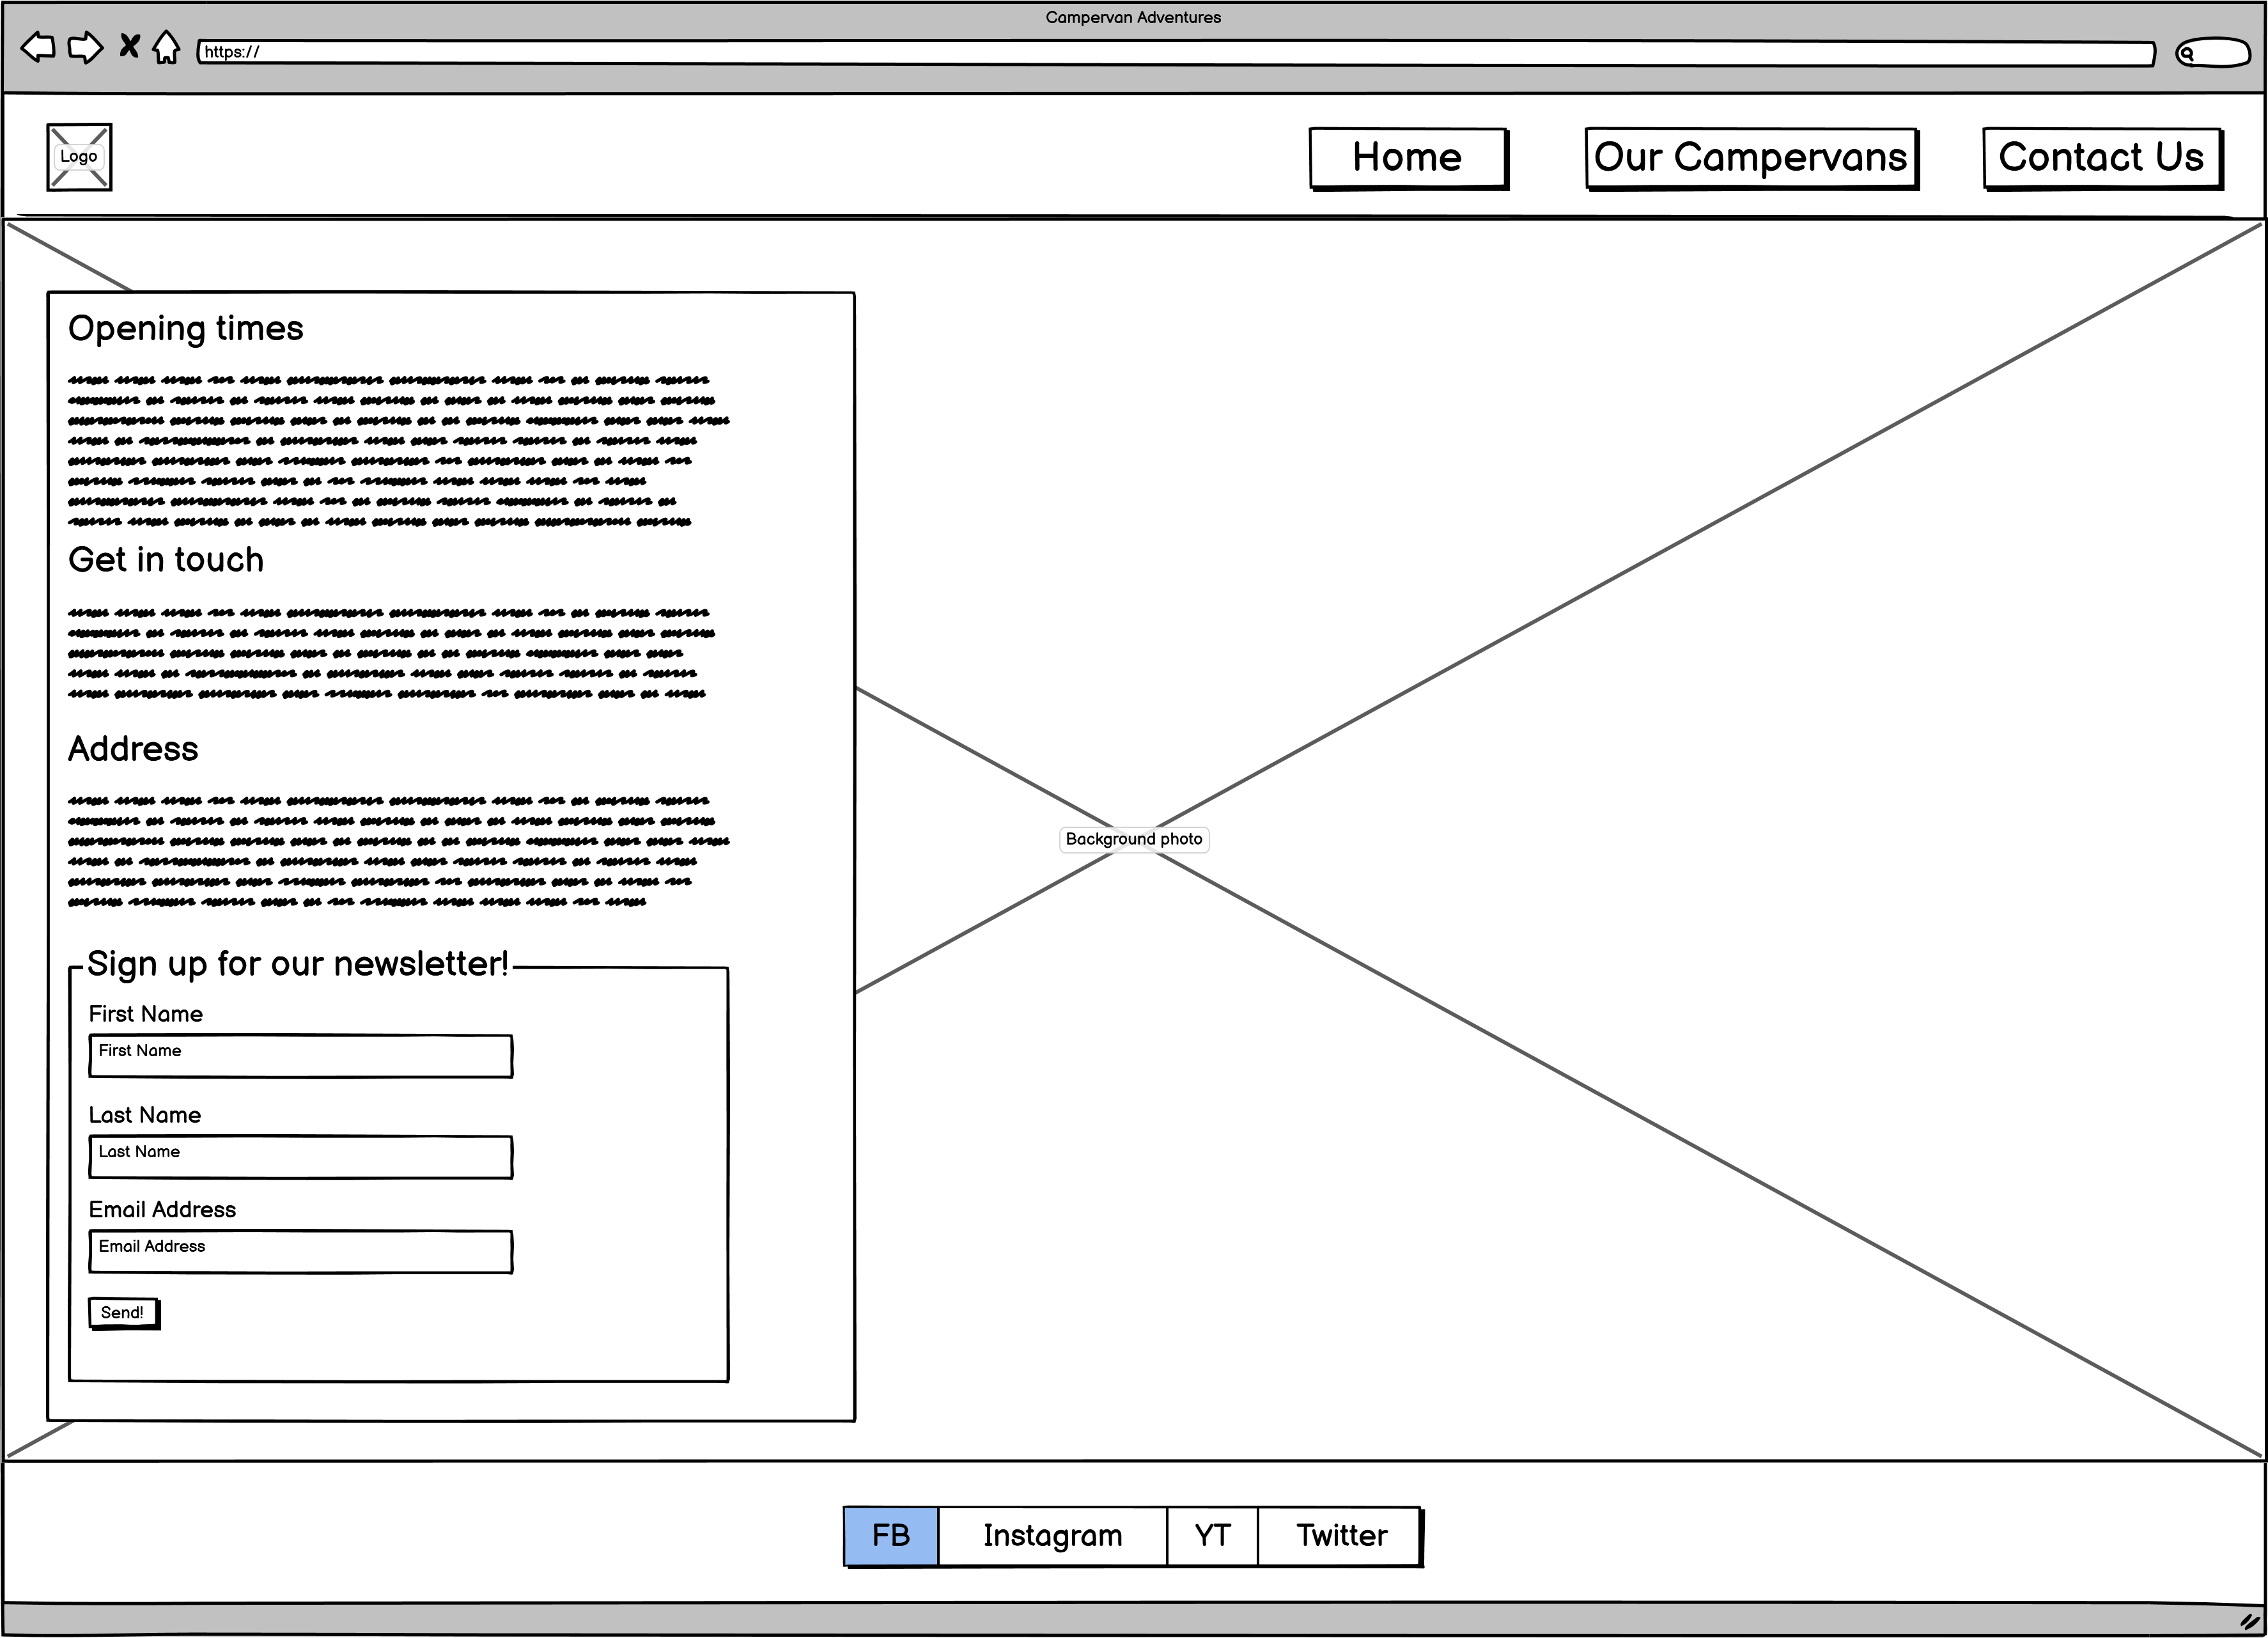 Campervan Adventures
https://
Logo
Home
Our Campervans
Contact Us
Opening times
Get in touch
Address
Background photo
Sign up for our newsletter!
First Name
First Name
Last Name
Last Name
Email Address
Email Address
Send!
FB
Instagram
YT
Twitter